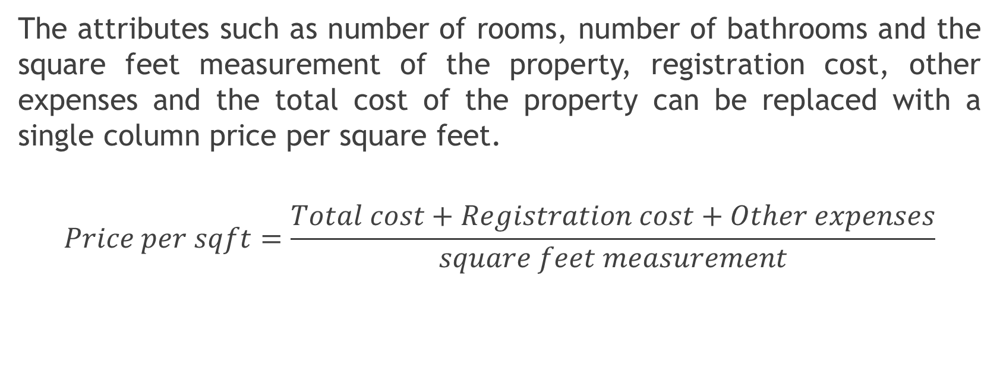 The attributes such as number of rooms, number of bathrooms and the
square feet measurement of the property, registration cost, other
expenses and the total cost of the property can be replaced with a
single column price per square feet.
Total cost + Registration cost + Other expenses
Price per sqft =
square feet measurement